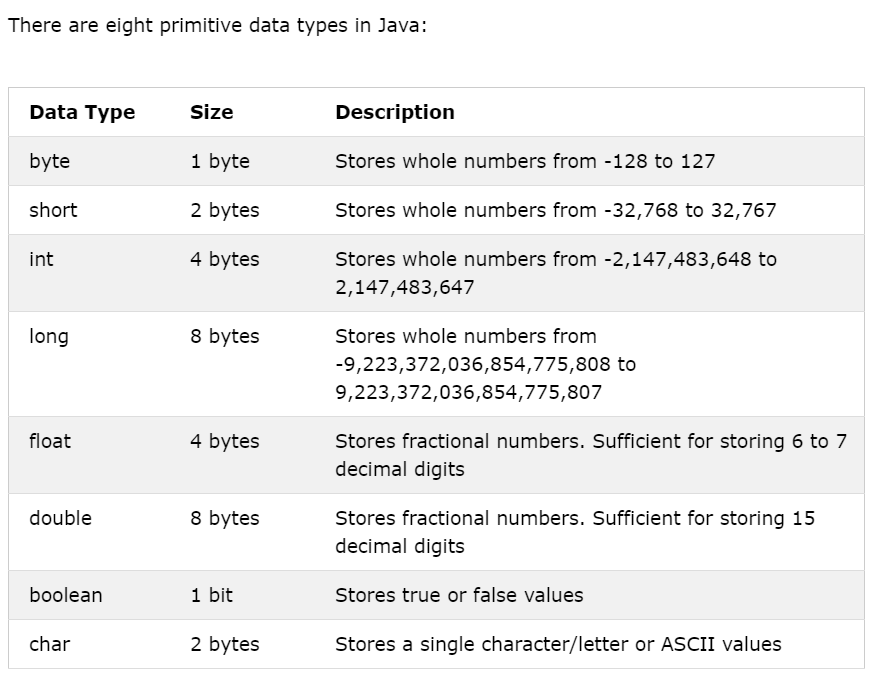 There are eight primitive data types in Java:
Data Type Size Description
byte 1 byte Stores whole numbers from -128 to 127
short 2 bytes Stores whole numbers from -32,768 to 32,767
int 4 bytes Stores whole numbers from -2,147,483,648 to
2,147,483,647
long 8 bytes Stores whole numbers from
-9,223,372,036,854,775,808 to
9,223,372,036,854,775,807
float 4 bytes Stores fractional numbers. Sufficient for storing 6 to 7
decimal digits
double 8 bytes Stores fractional numbers. Sufficient for storing 15
decimal digits
boolean 1 bit Stores true or false values
char 2 bytes Stores a single character/letter or ASCII values